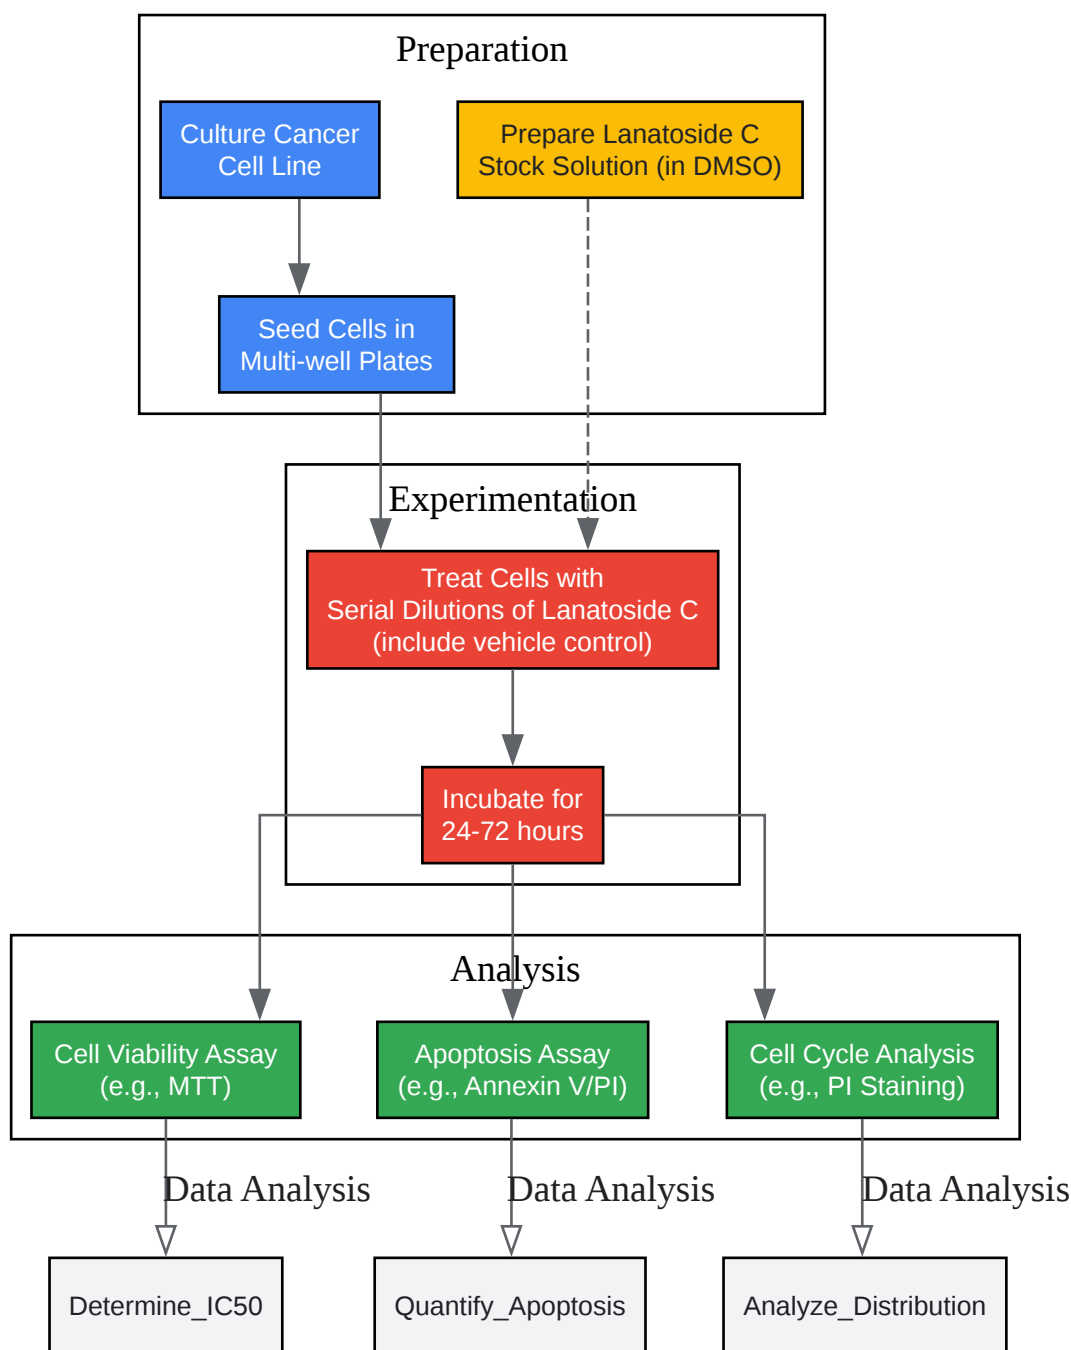 Preparation
Culture Cancer
Cell Line
Prepare Lanatoside C
Stock Solution (in DMSO)
Seed Cells in
Multi-well Plates
Experimentation
Treat Cells with
Serial Dilutions of Lanatoside C
(include vehicle control)
Incubate for
24-72 hours
Analysis
Cell Viability Assay
(e.g., MTT)
Apoptosis Assay
(e.g., Annexin V/PI)
Cell Cycle Analysis
(e.g., PI Staining)
Data Analysis
Data Analysis
Data Analysis
Determine_IC50
Quantify_Apoptosis
Analyze_Distribution